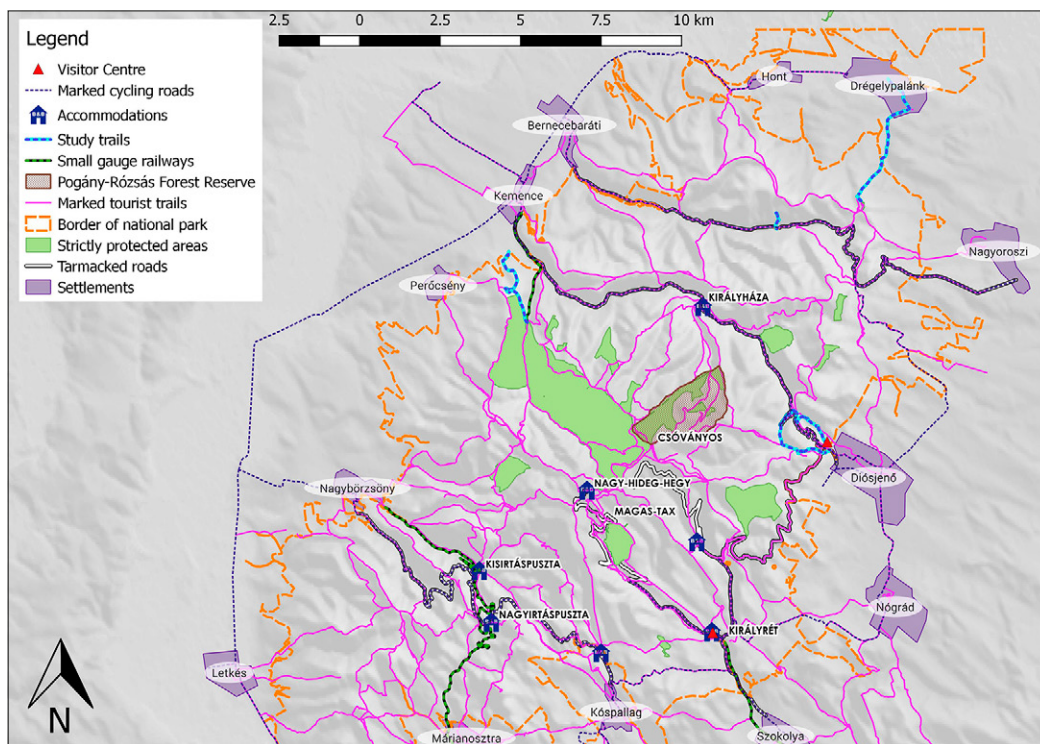 2.5 0 2.5 5 7.5 10 km
Legend
Visitor Centre
Marked cycling roads
Accommodations
Study trails
Small gauge railways
Pogány-Rózsás Forest Reserve
Marked tourist trails
Border of national park
Strictly protected areas
Tarmacked roads
Settlements
Hont
Drégelypalánk
Bernecebaráti
Kemence
Nagyoroszi
Perőcsény
KIRÁLYHÁZA
CSÓVÁNYOS
Diósjenő
NAGY-HIDEG-HEGY
Nagybörzsöny
MAGAS-TAX
KISIRTÁSPUSZTA
Nógrád
NAGYIRTÁSPUSZTA
KIRÁLYRÉT
Letkés
N
Kóspallag
Márianosztra
Szokolya